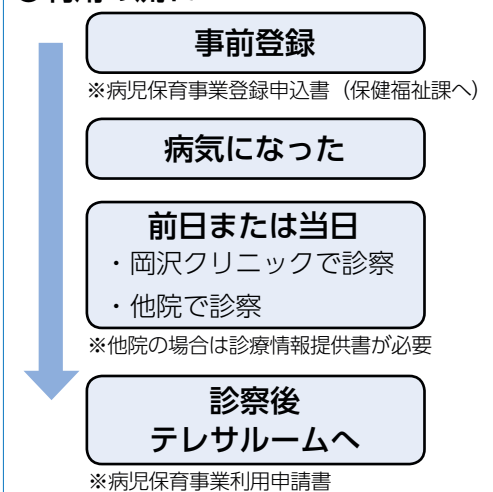 事前登録
※病児保育事業登録申込書（保健福祉課へ）
病気になった
前日または当日
・岡沢クリニックで診察
・他院で診察
※他院の場合は診療情報提供書が必要
診察後
テレサルームへ
※病児保育事業利用申請書